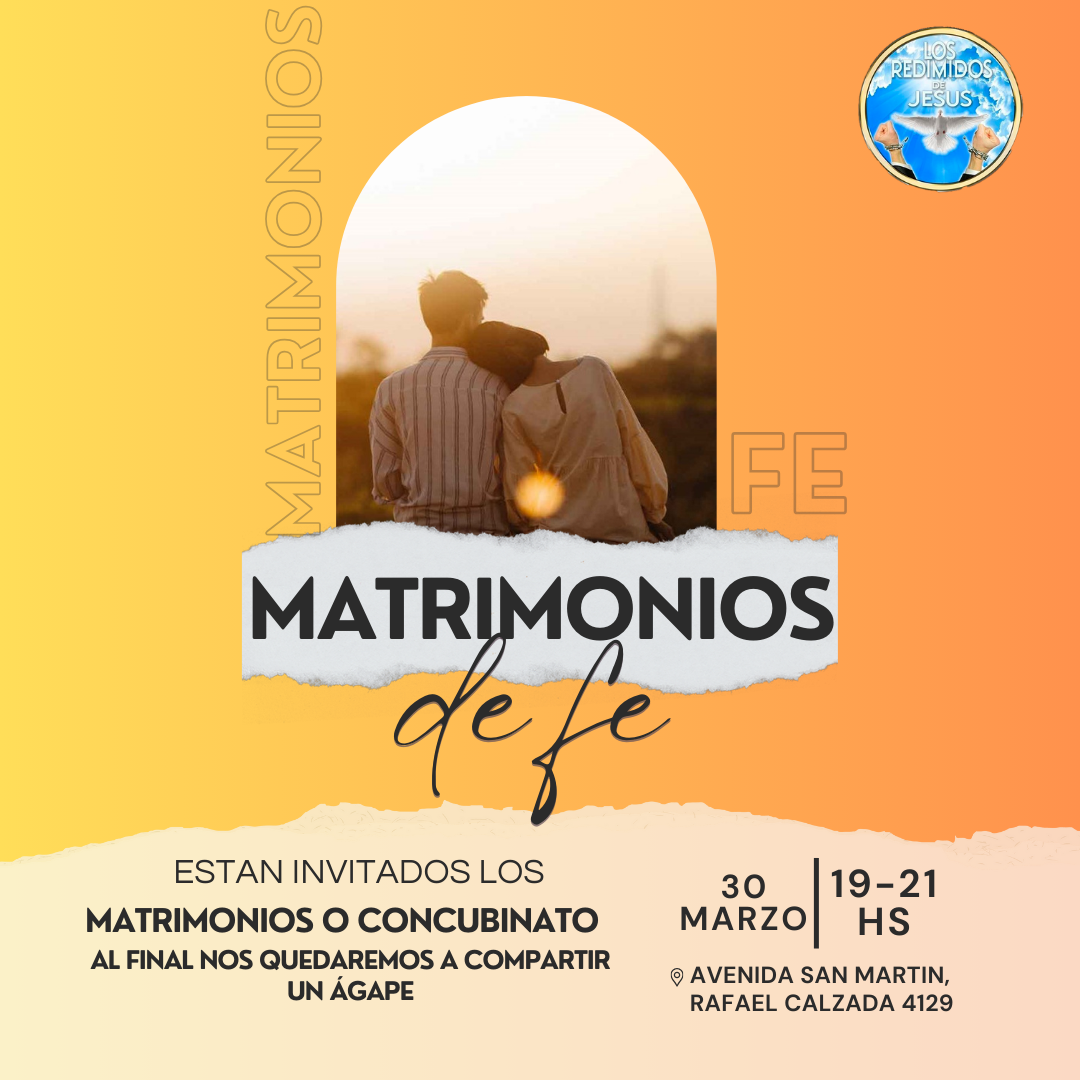 MATRIMONIOS
LOS
REDIMIDOS
DE
JESUS
FE
MATRIMONIOS
de fe
ESTAN INVITADOS LOS
MATRIMONIOS O CONCUBINATO
AL FINAL NOS QUEDAREMOS A COMPARTIR
UN ÁGAPE
30
MARZO
19-21
HS
AVENIDA SAN MARTIN,
RAFAEL CALZADA 4129